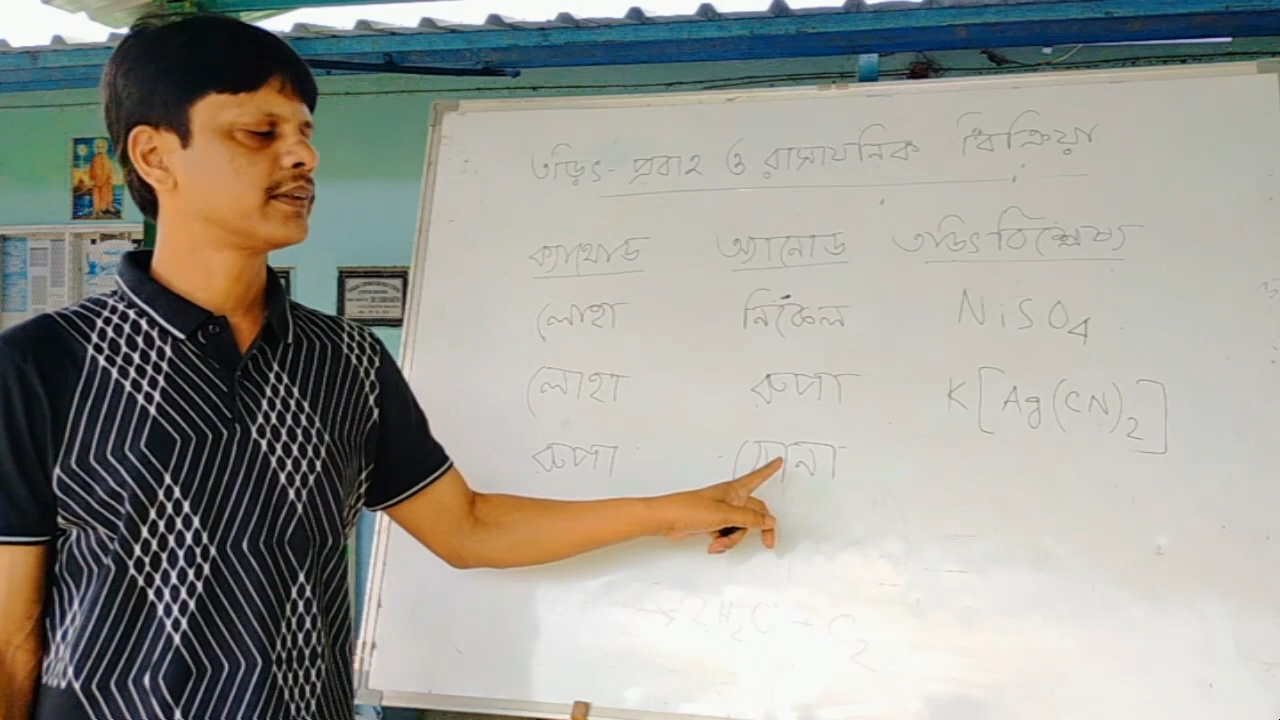 তড়িৎ-প্রবাহ ও রাসায়নিক বিক্রিয়া
ক্যাথোড অ্যানোড তড়িৎবিশ্লেষ্য
লোহা নিকেল NiSO4
লোহা রুপা K[Ag(CN)2]
রুপা সোনা